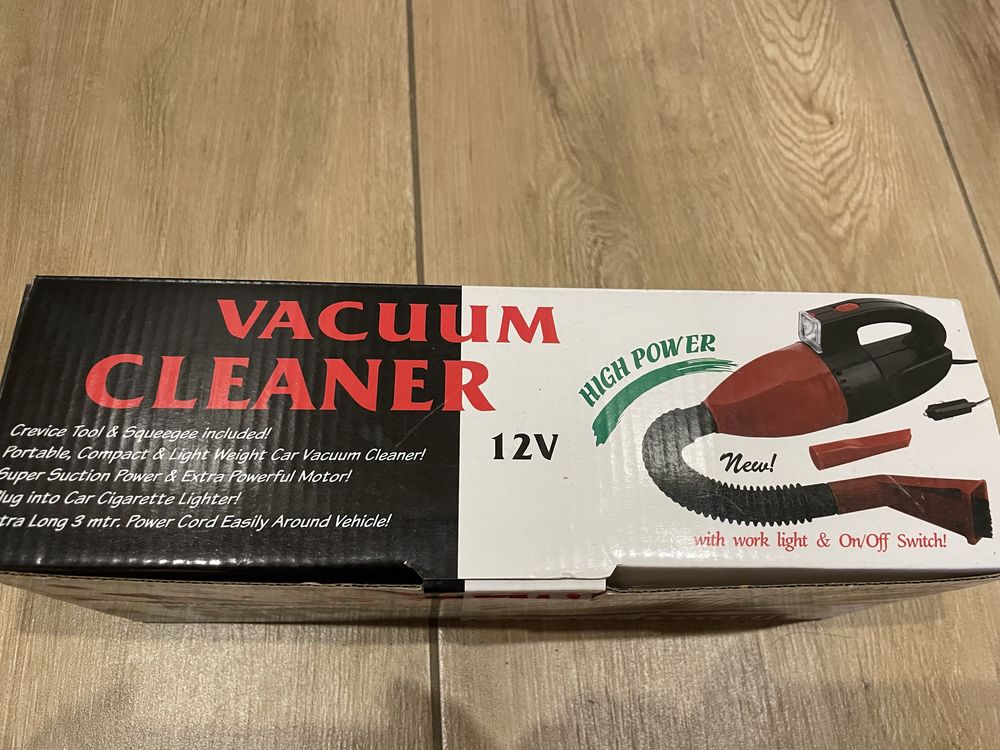 VACUUM
CLEANER
12V
Crevice Tool & Squeegee included!
Portable, Compact & Light Weight Car Vacuum Cleaner!
Super Suction Power & Extra Powerful Motor!
lug into Car Cigarette Lighter!
tra Long 3 mtr. Power Cord Easily Around Vehicle!
HIGH POWER
New!
with work light & On/Off Switch!